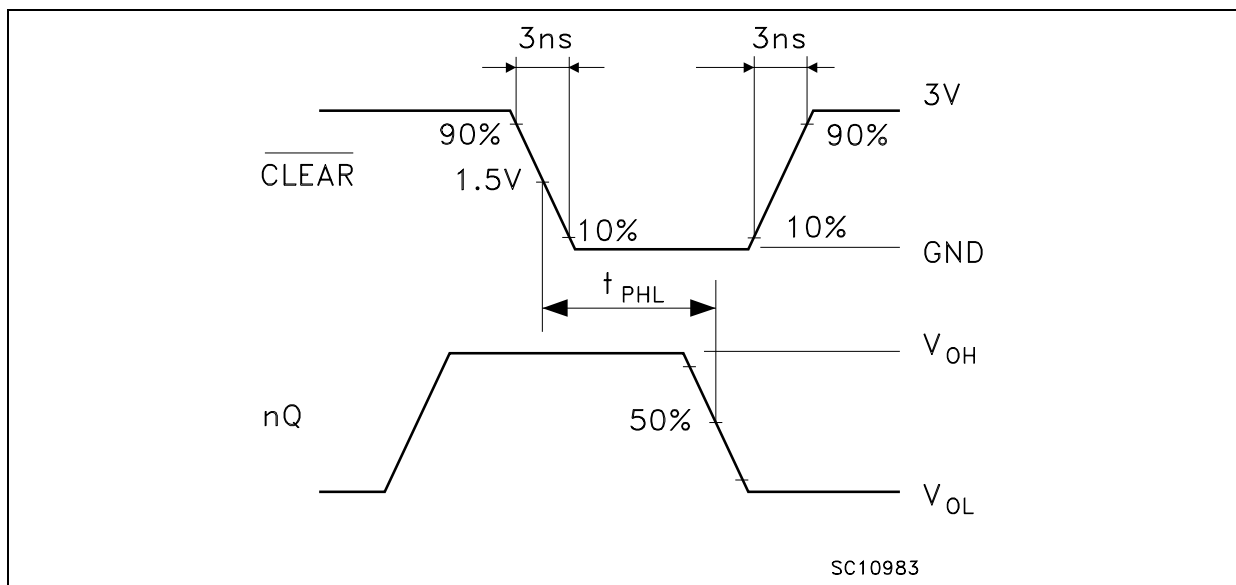 3ns 3ns
3V
90% 90%
CLEAR
1.5V
10% 10%
GND
t PHL
V OH
nQ
50%
V OL
SC10983